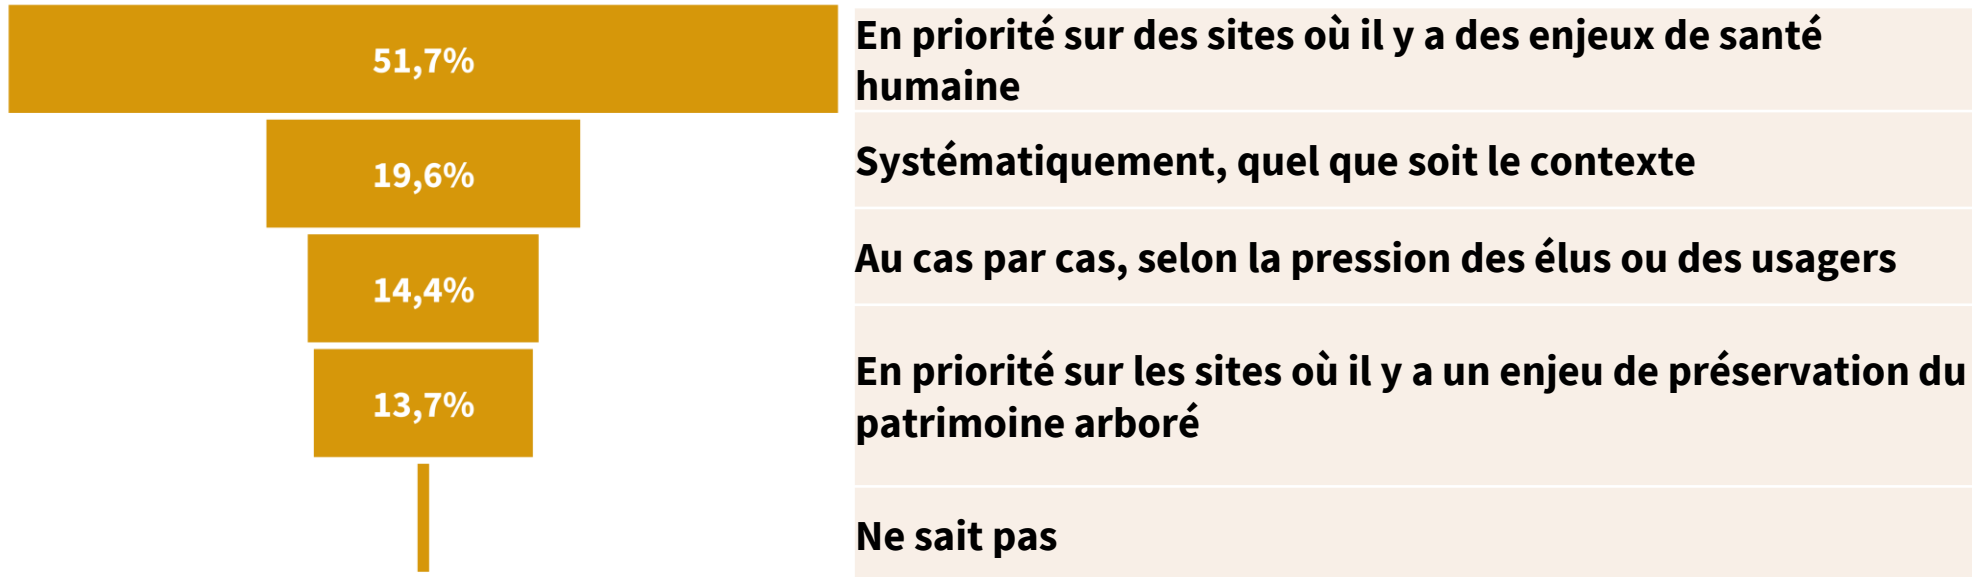 51,7%
En priorité sur des sites où il y a des enjeux de santé
humaine
19,6%
Systématiquement, quel que soit le contexte
14,4%
Au cas par cas, selon la pression des élus ou des usagers
13,7%
En priorité sur les sites où il y a un enjeu de préservation du
patrimoine arboré
Ne sait pas